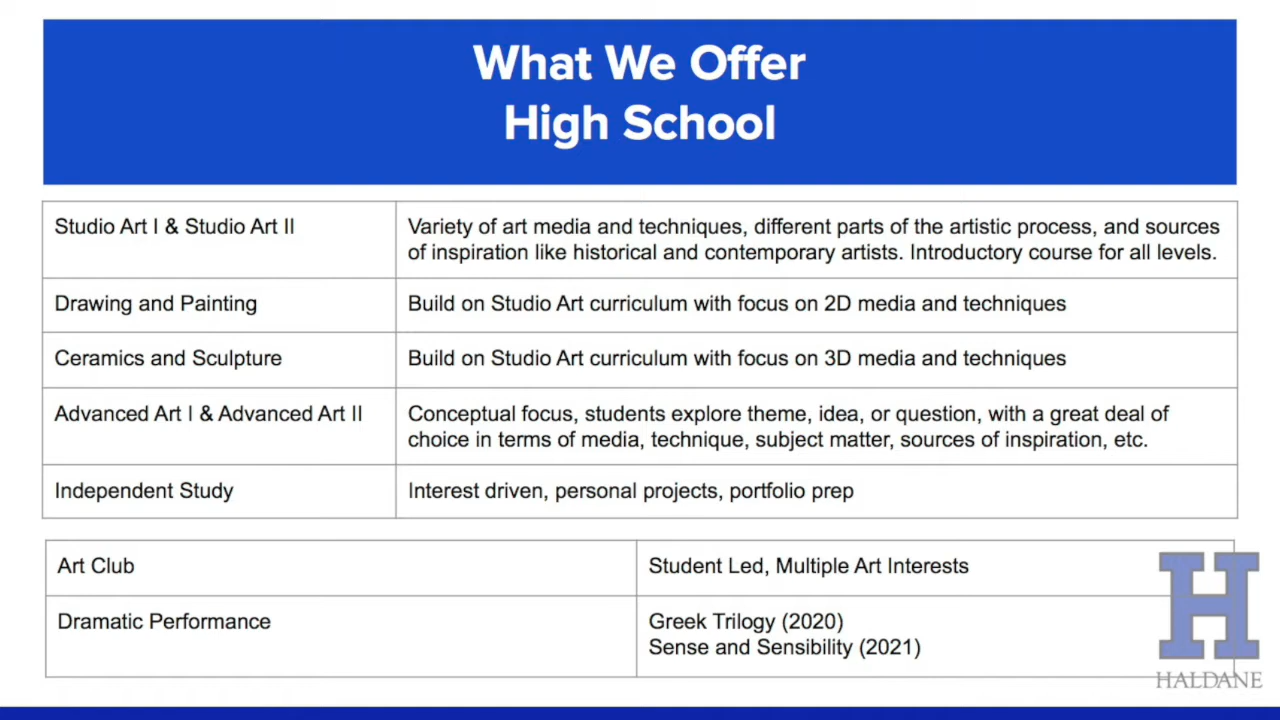 What We Offer
High School
Studio Art I & Studio Art II
Variety of art media and techniques, different parts of the artistic process, and sources
of inspiration like historical and contemporary artists. Introductory course for all levels.
Drawing and Painting
Build on Studio Art curriculum with focus on 2D media and techniques
Ceramics and Sculpture
Build on Studio Art curriculum with focus on 3D media and techniques
Advanced Art I & Advanced Art II
Conceptual focus, students explore theme, idea, or question, with a great deal of
choice in terms of media, technique, subject matter, sources of inspiration, etc.
Independent Study
Interest driven, personal projects, portfolio prep
Art Club
Student Led, Multiple Art Interests
Dramatic Performance
Greek Trilogy (2020)
Sense and Sensibility (2021)
H
HALDANE